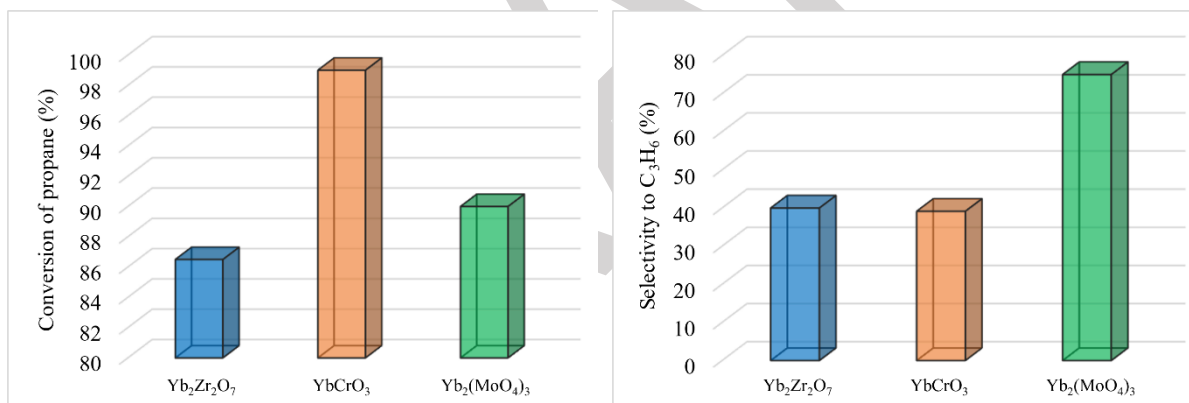 Conversion of propane (%)
100
98
96
94
92
90
88
86
84
82
80
Yb₂Zr₂O₇
YbCrO₃
Yb₂(MoO₄)₃
Selectivity to C₃H₆ (%)
80
70
60
50
40
30
20
10
0
Yb₂Zr₂O₇
YbCrO₃
Yb₂(MoO₄)₃